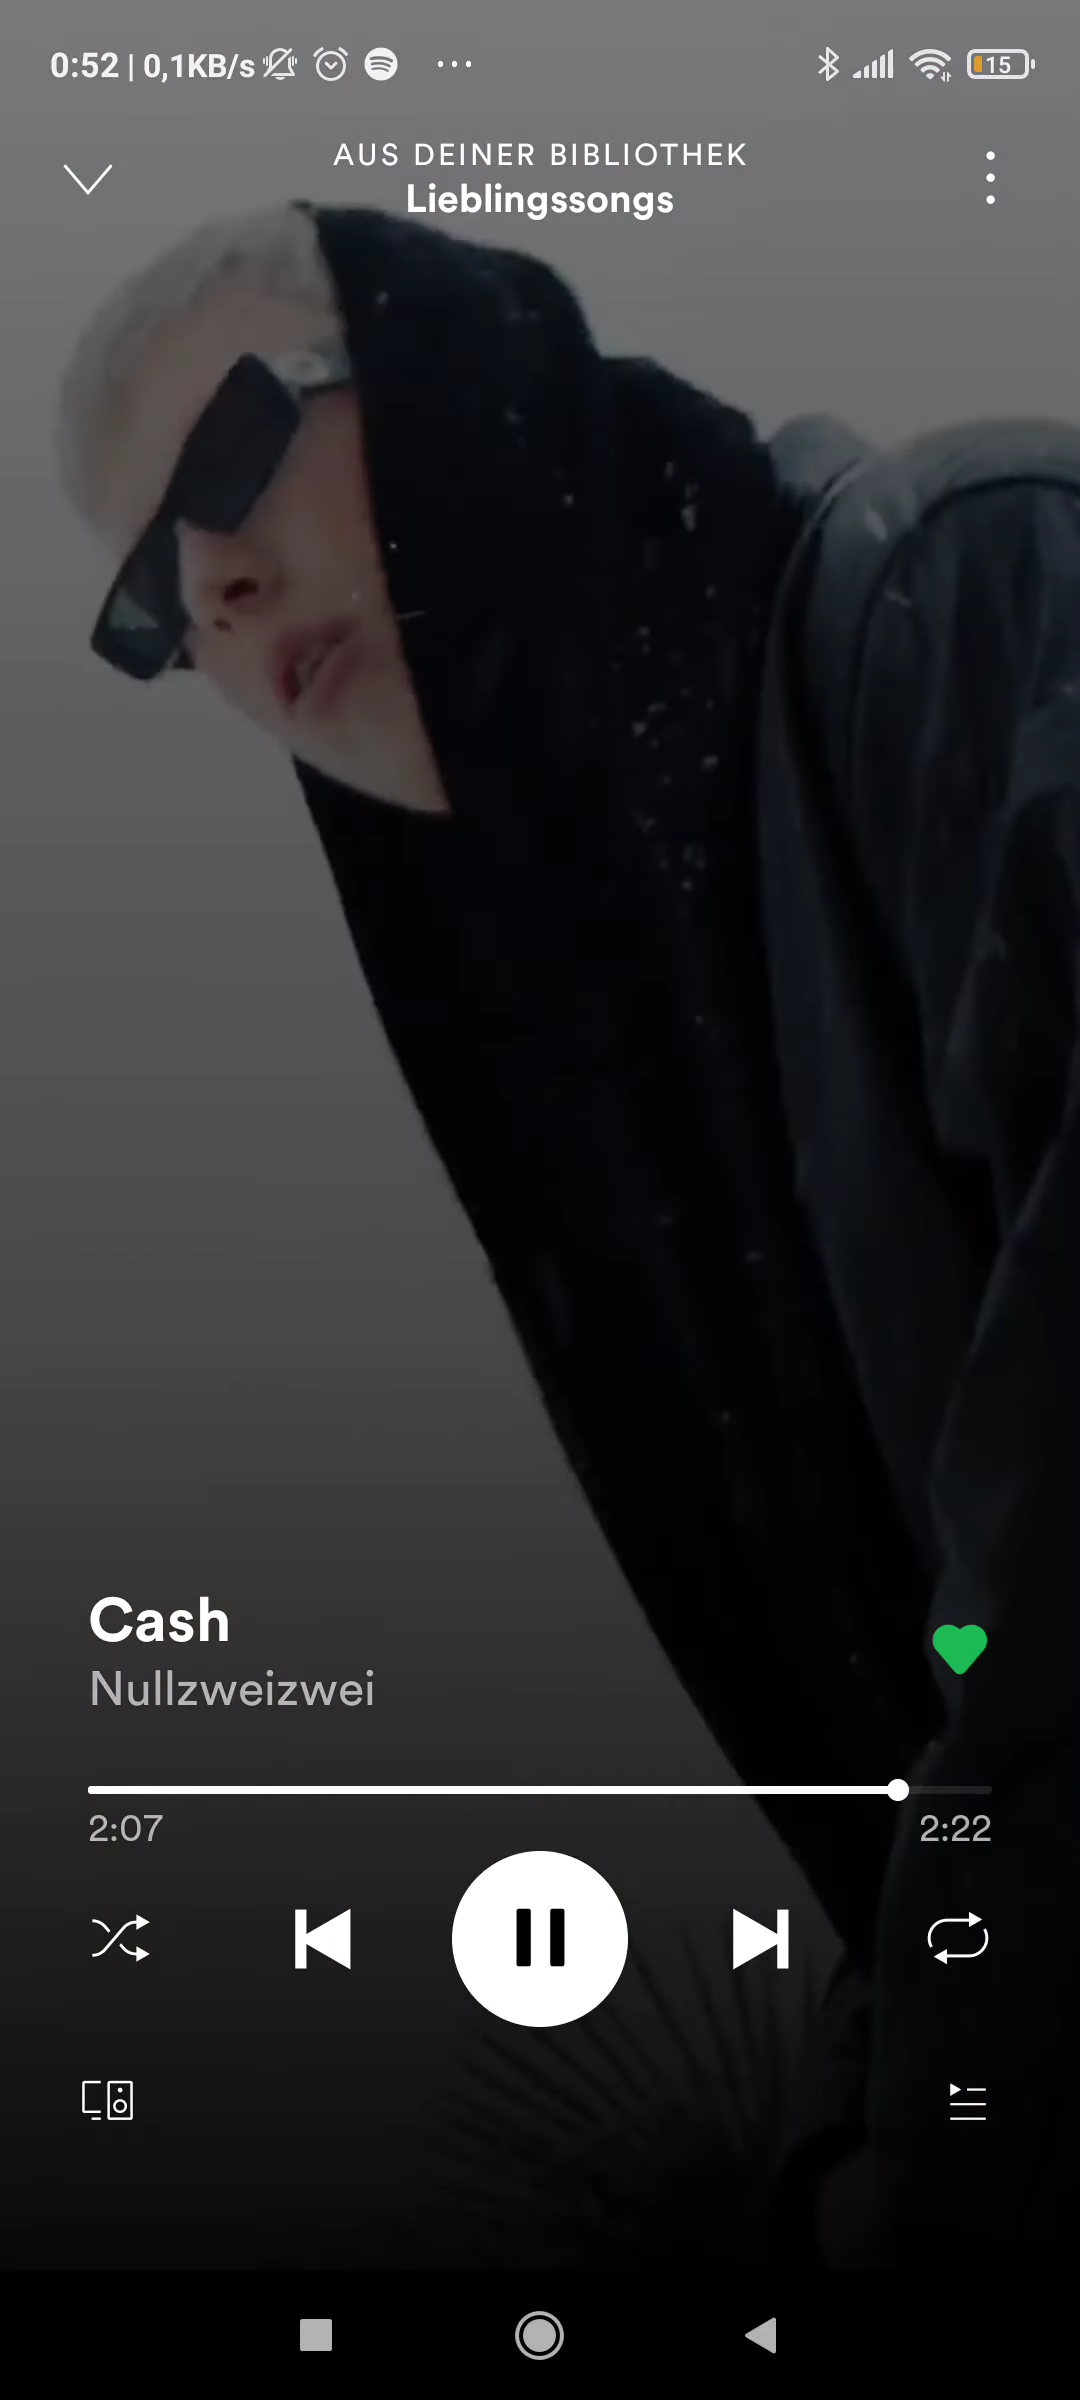 0:52 | 0,1KB/s ... 15
AUS DEINER BIBLIOTHEK
Lieblingssongs
Cash
Nullzweizwei
2:07 2:22